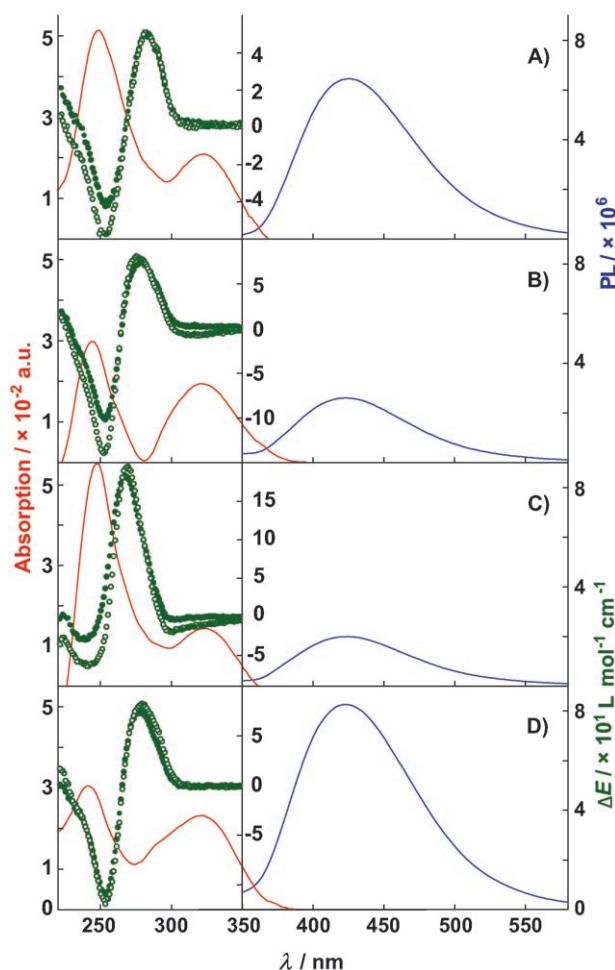 5 4 A) 8
2
3 0
4
-2
1 -4
PL / × 10⁶
5 5 B) 8
0
3
-5 4
1 -10
Absorption / × 10⁻² a.u.
5 15 C) 8
10
3 5
4
0
1 -5
ΔE / × 10¹ L mol⁻¹ cm⁻¹
5 5 D) 8
0
3
-5 4
1
0 0
250 300 350 400 450 500 550
λ / nm